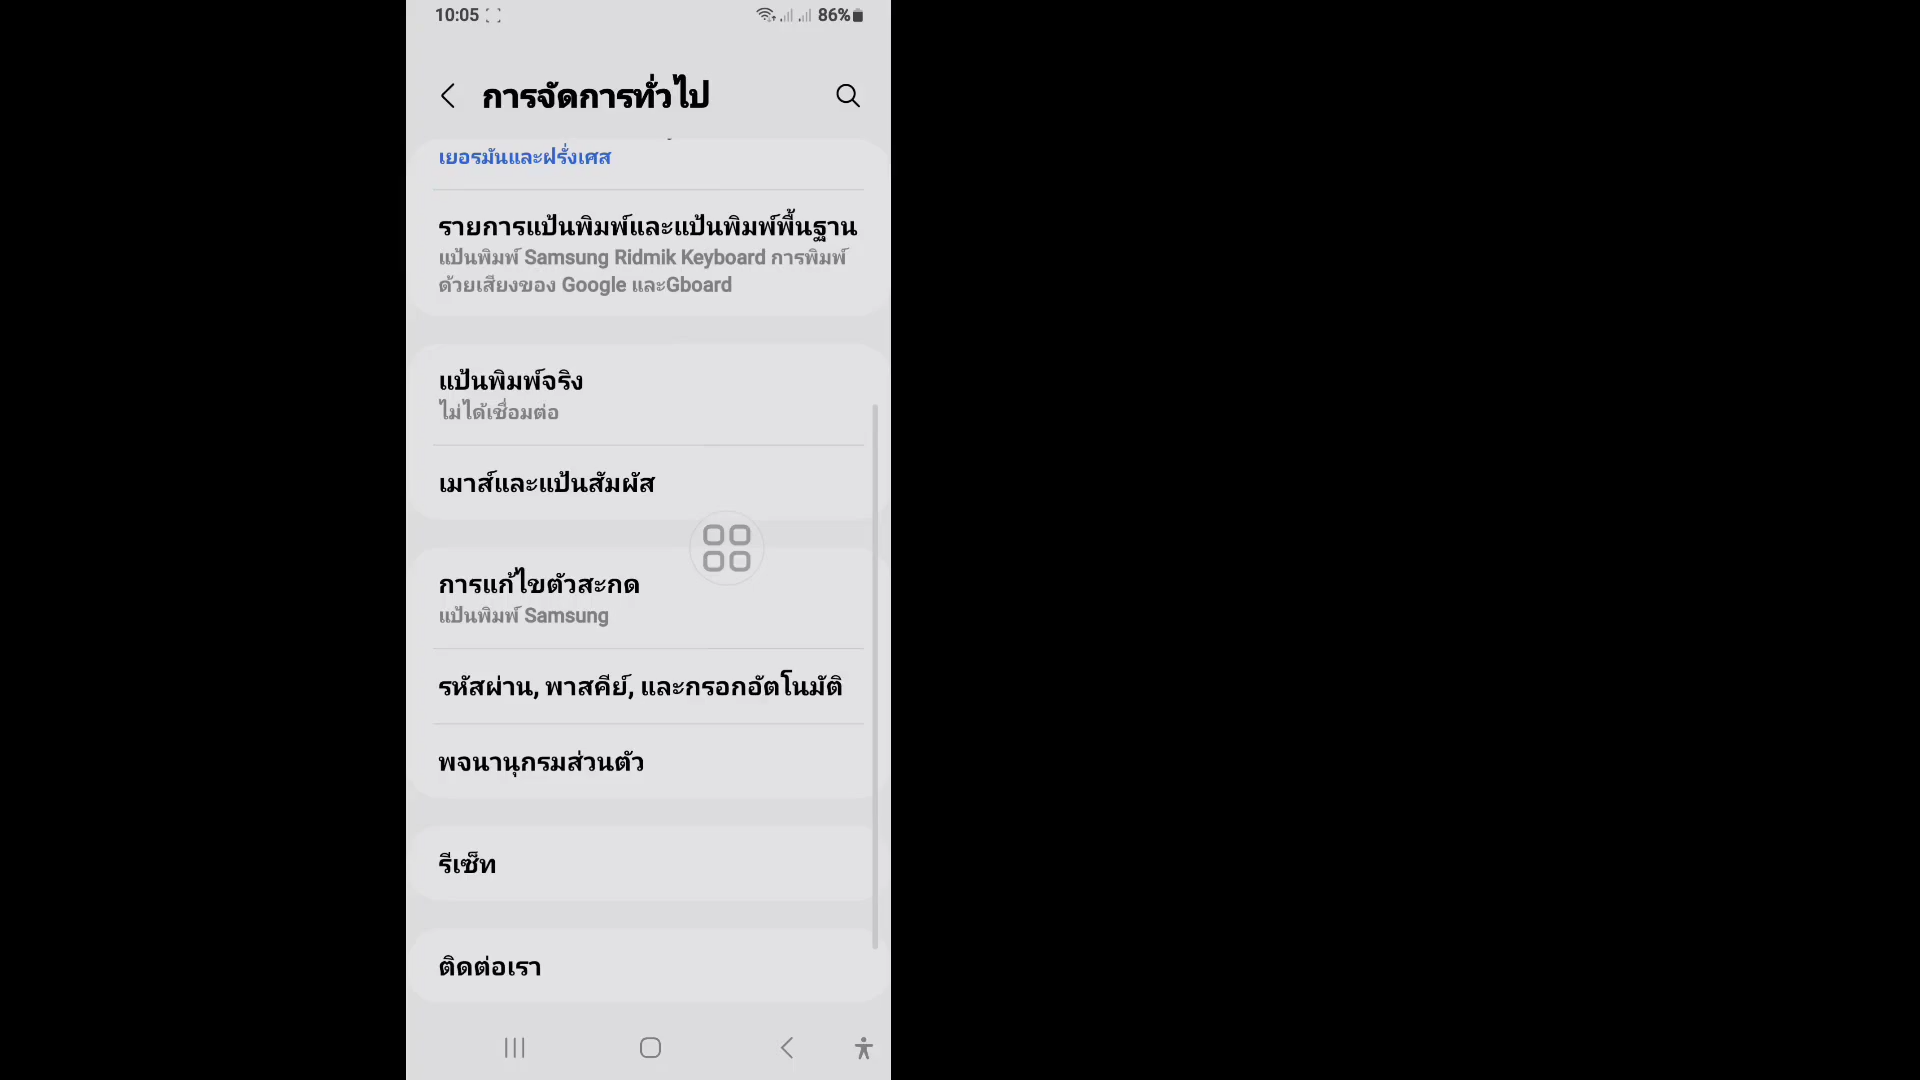 10:05
86%
การจัดการทั่วไป
เยอรมันและฝรั่งเศส
รายการแป้นพิมพ์และแป้นพิมพ์พื้นฐาน
แป้นพิมพ์ Samsung Ridmik Keyboard การพิมพ์
ด้วยเสียงของ Google และGboard
แป้นพิมพ์จริง
ไม่ได้เชื่อมต่อ
เมาส์และแป้นสัมผัส
การแก้ไขตัวสะกด
แป้นพิมพ์ Samsung
รหัสผ่าน, พาสคีย์, และกรอกอัตโนมัติ
พจนานุกรมส่วนตัว
รีเซ็ท
ติดต่อเรา